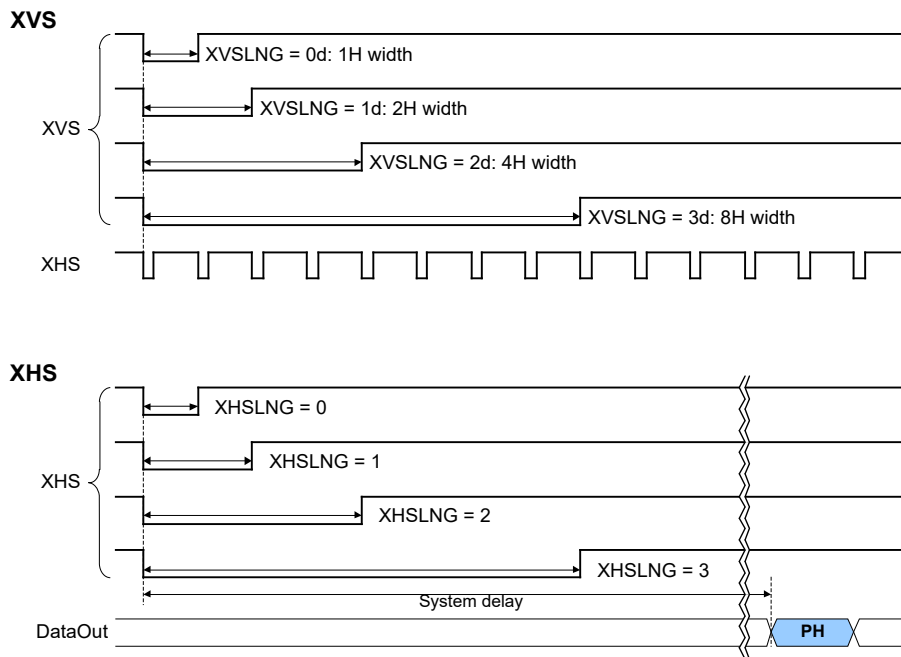 XVS
XVSLNG = 0d: 1H width
XVSLNG = 1d: 2H width
XVS
XVSLNG = 2d: 4H width
XVSLNG = 3d: 8H width
XHS
XHS
XHSLNG = 0
XHSLNG = 1
XHS
XHSLNG = 2
XHSLNG = 3
System delay
DataOut
PH